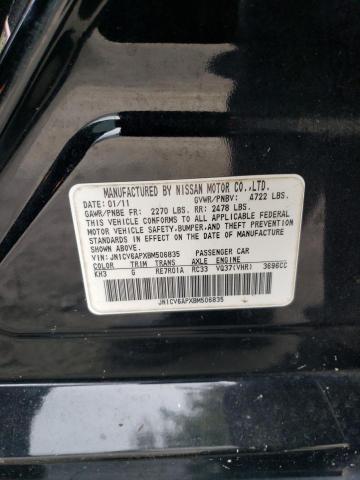 MANUFACTURED BY NISSAN MOTOR CO.,LTD.
DATE: 01/11 GVWR/PNBV: 4722 LBS.
GAWR/PNBE FR: 2270 LBS. RR: 2478 LBS.
THIS VEHICLE CONFORMS TO ALL APPLICABLE FEDERAL
MOTOR VEHICLE SAFETY, BUMPER, AND THEFT PREVENTION
STANDARDS IN EFFECT ON THE DATE OF MANUFACTURE
SHOWN ABOVE.
VIN: JN1CV6APXBM506835 PASSENGER CAR
COLOR TRIM TRANS AXLE ENGINE
KH3 G RE7R01A RC33 VQ37(VHR) 3696CC
JN1CV6APXBM506835